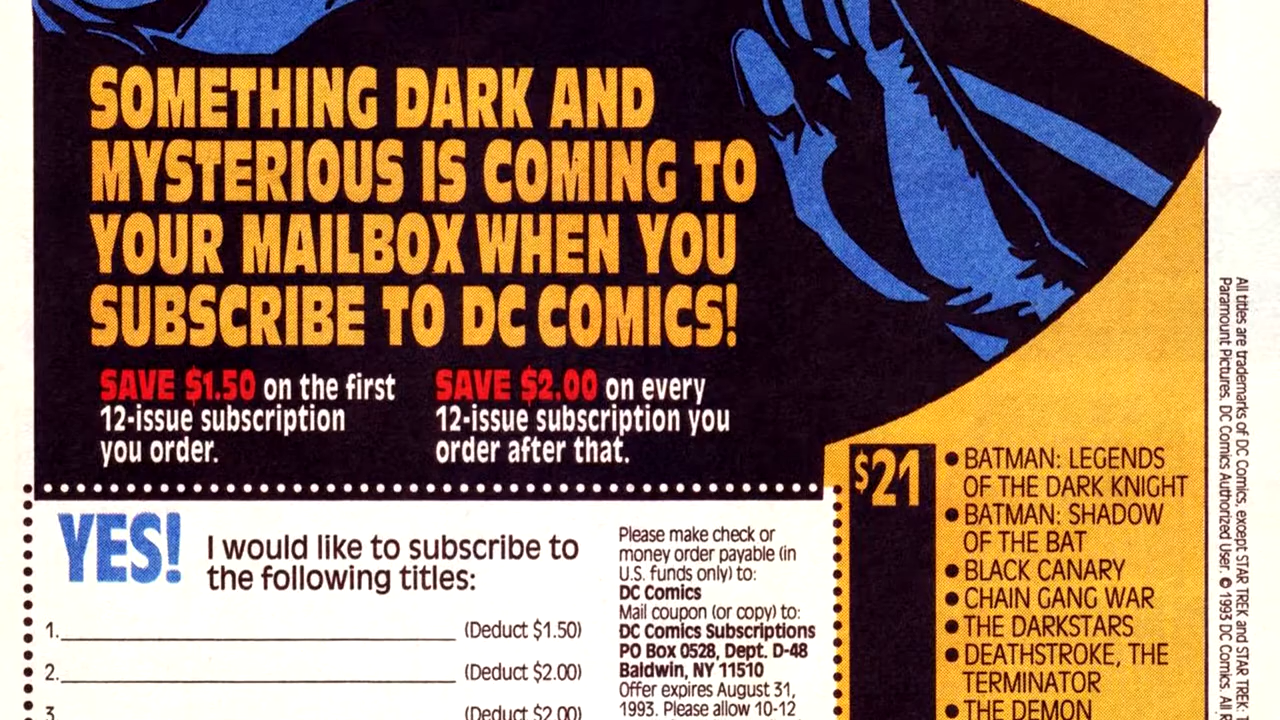 SOMETHING DARK AND
MYSTERIOUS IS COMING TO
YOUR MAILBOX WHEN YOU
SUBSCRIBE TO DC COMICS!
SAVE $1.50 on the first
12-issue subscription
you order.
SAVE $2.00 on every
12-issue subscription you
order after that.
YES! I would like to subscribe to
the following titles:
1. (Deduct $1.50)
2. (Deduct $2.00)
3. (Deduct $2.00)
Please make check or
money order payable (in
U.S. funds only) to:
DC Comics
Mail coupon (or copy) to:
DC Comics Subscriptions
PO Box 0528, Dept. D-48
Baldwin, NY 11510
Offer expires August 31,
1993. Please allow 10-12
$21
• BATMAN: LEGENDS
OF THE DARK KNIGHT
• BATMAN: SHADOW
OF THE BAT
• BLACK CANARY
• CHAIN GANG WAR
• THE DARKSTARS
• DEATHSTROKE, THE
TERMINATOR
• THE DEMON
All titles are trademarks of DC Comics, except STAR TREK and STAR TREK:
Paramount Pictures. DC Comics Authorized User. © 1993 DC Comics. All